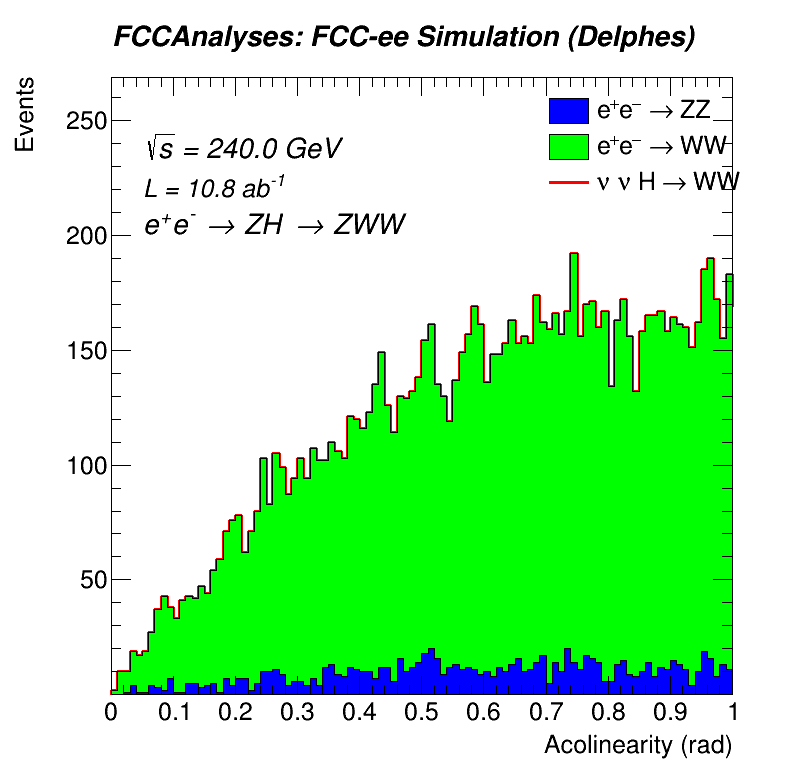 FCCAnalyses: FCC-ee Simulation (Delphes)
Events
√s = 240.0 GeV
L = 10.8 ab⁻¹
e⁺e⁻ → ZH → ZWW
e⁺e⁻ → ZZ
e⁺e⁻ → WW
ν ν H → WW
250
200
150
100
50
0 0.1 0.2 0.3 0.4 0.5 0.6 0.7 0.8 0.9 1
Acolinearity (rad)